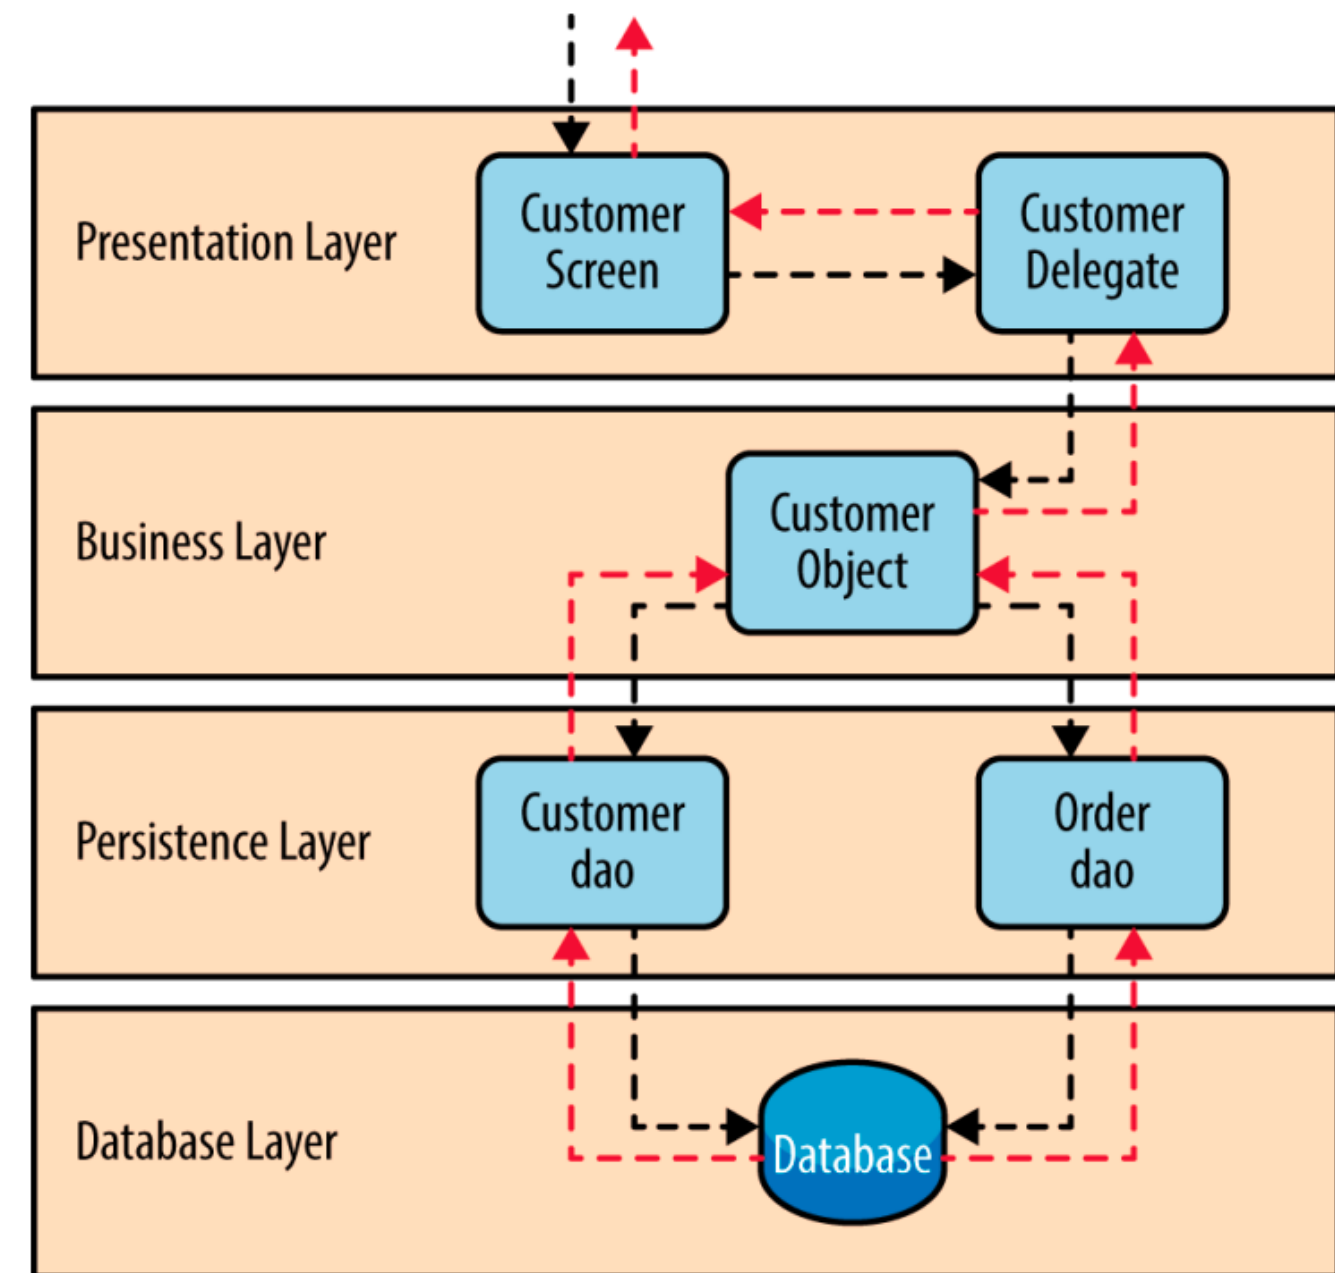 Presentation Layer
Customer
Screen
Customer
Delegate
Business Layer
Customer
Object
Persistence Layer
Customer
dao
Order
dao
Database Layer
Database